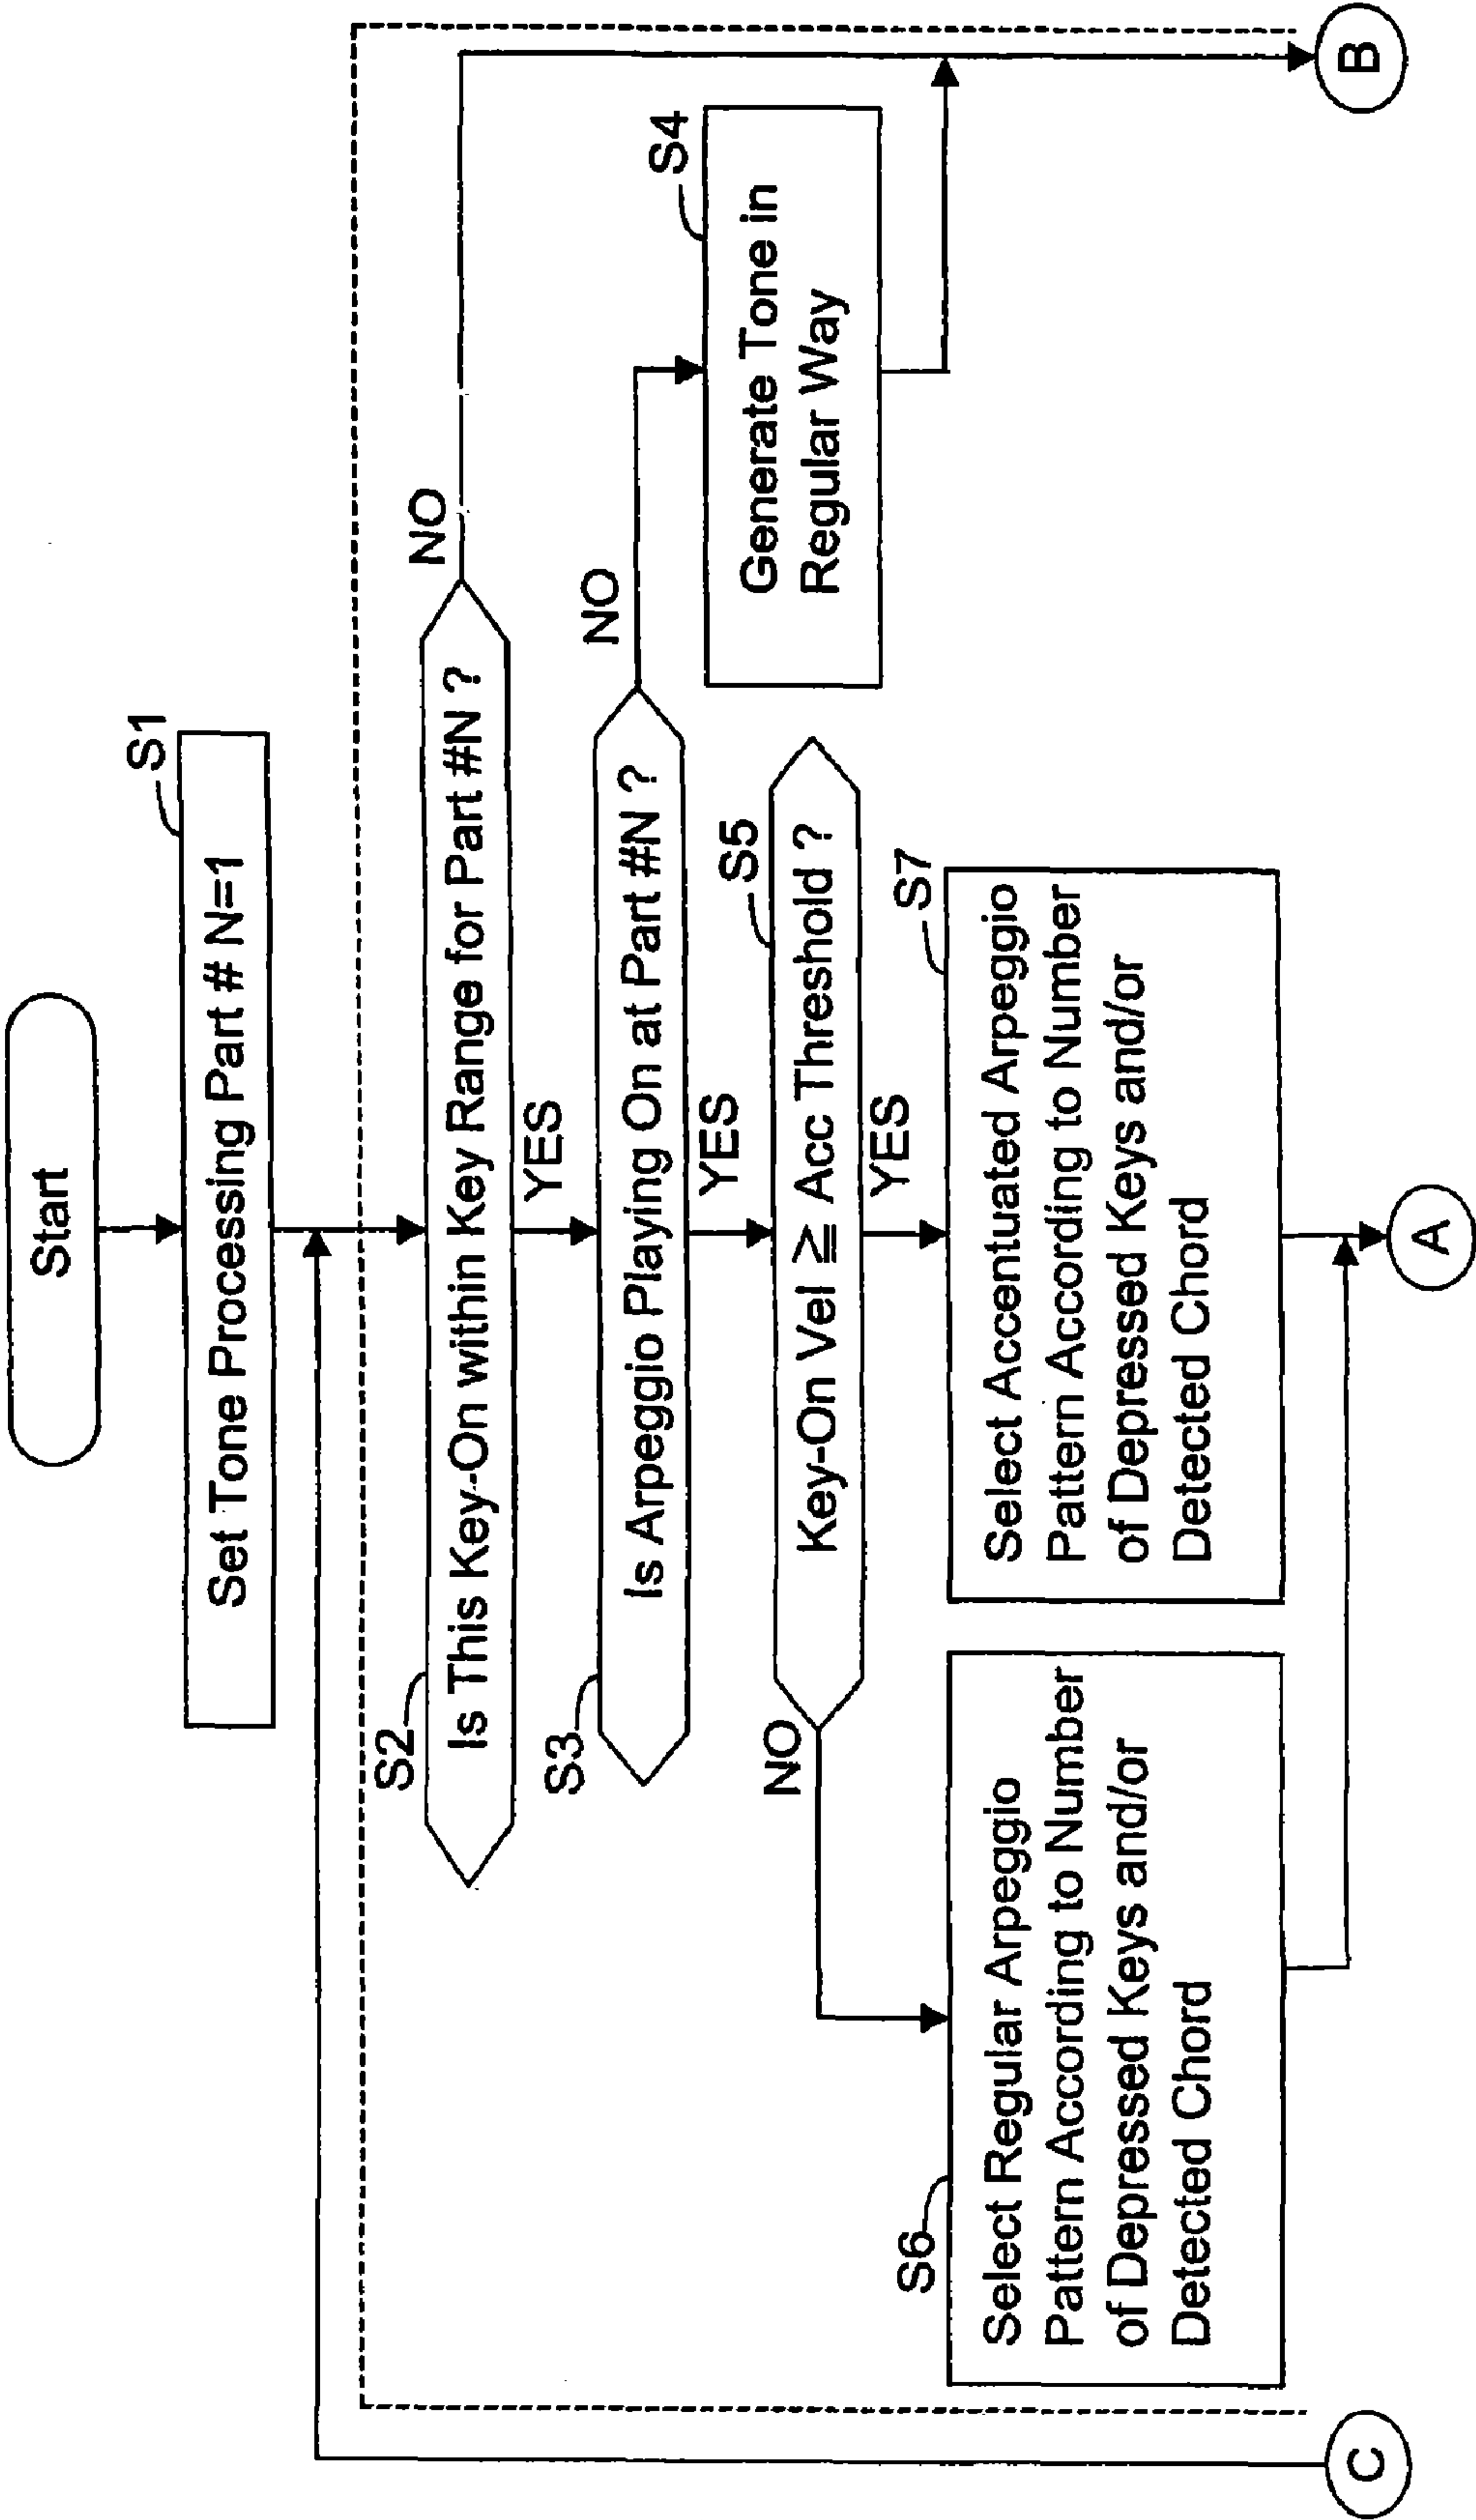 Start
S1
Set Tone Processing Part # N=1
S2
Is This Key-On within Key Range for Part #N ?
NO
YES
S3
Is Arpeggio Playing On at Part #N ?
NO
S4
Generate Tone in
Regular Way
YES
S5
Key-On Vel ≧ Acc Threshold ?
NO
YES
S6
Select Regular Arpeggio
Pattern According to Number
of Depressed Keys and/or
Detected Chord
S7
Select Accentuated Arpeggio
Pattern According to Number
of Depressed Keys and/or
Detected Chord
C
A
B